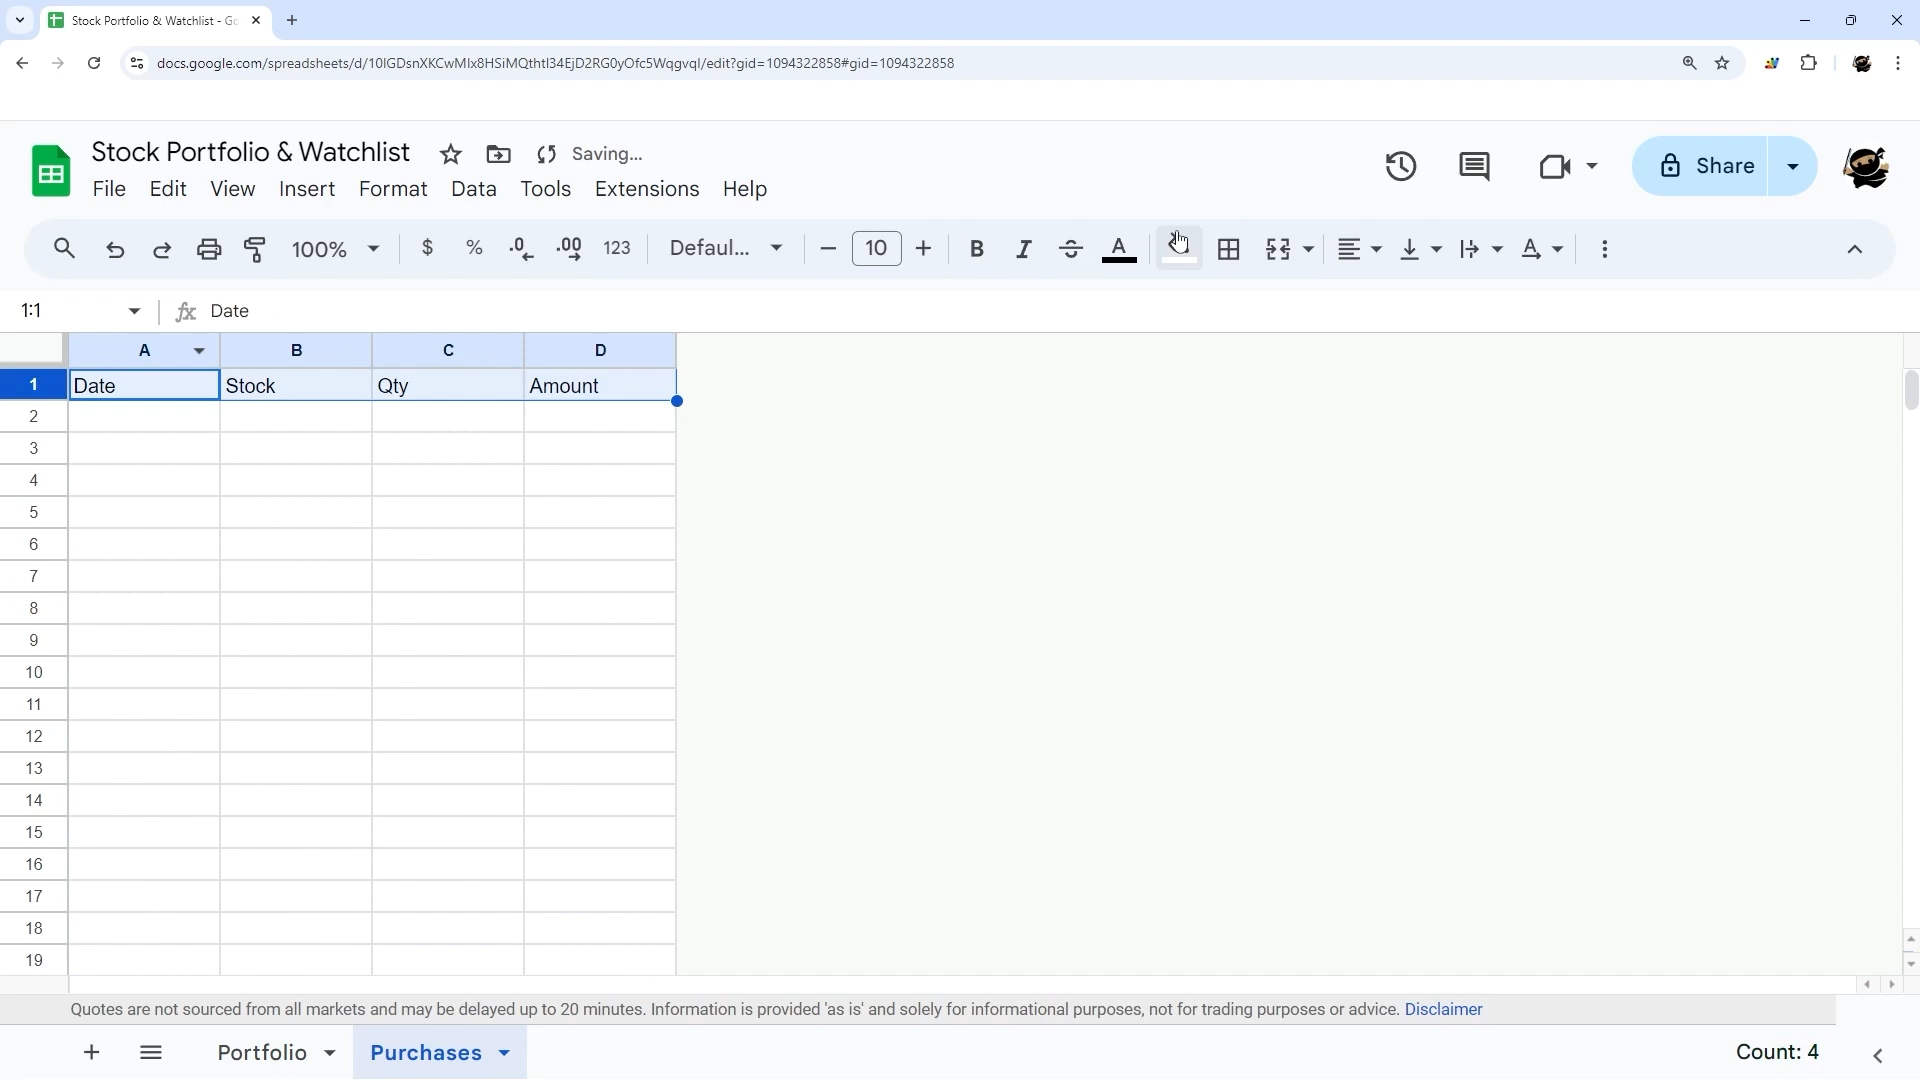 Stock Portfolio & Watchlist - Go
docs.google.com/spreadsheets/d/10IGDsnXKCwMIx8HSiMQthtI34EjD2RG0yOfc5WqgvqI/edit?gid=1094322858#gid=1094322858
Stock Portfolio & Watchlist Saving...
File Edit View Insert Format Data Tools Extensions Help
Share
100% $ % .0 .00 123 Defaul... 10 B I A
1:1 fx Date
A B C D
1 Date Stock Qty Amount
2
3
4
5
6
7
8
9
10
11
12
13
14
15
16
17
18
19
Quotes are not sourced from all markets and may be delayed up to 20 minutes. Information is provided 'as is' and solely for informational purposes, not for trading purposes or advice. Disclaimer
Portfolio Purchases Count: 4